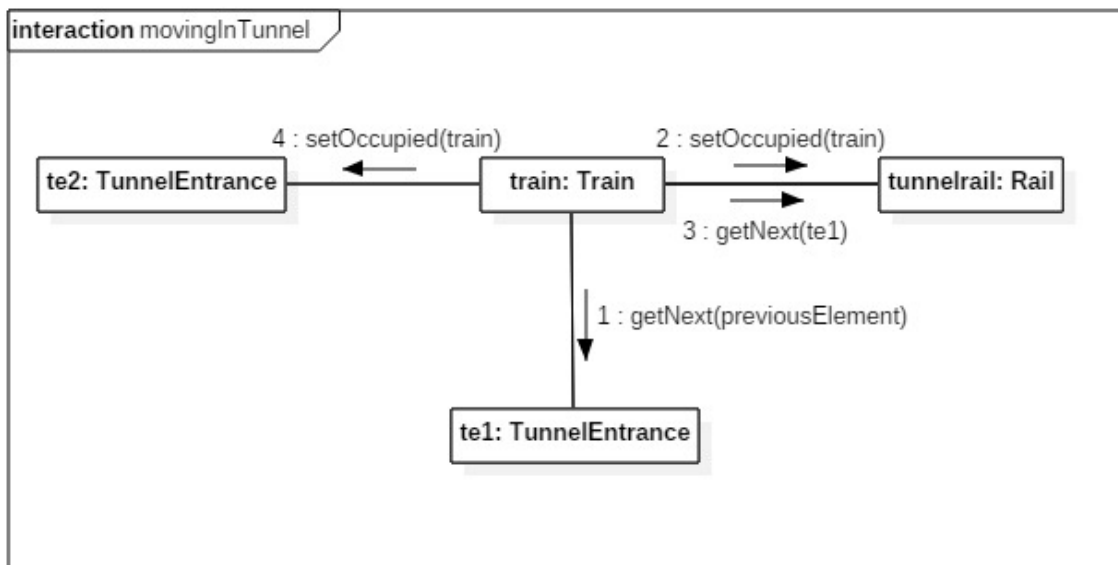 interaction movingInTunnel
4 : setOccupied(train)
2 : setOccupied(train)
te2: TunnelEntrance
train: Train
tunnelrail: Rail
3 : getNext(te1)
1 : getNext(previousElement)
te1: TunnelEntrance